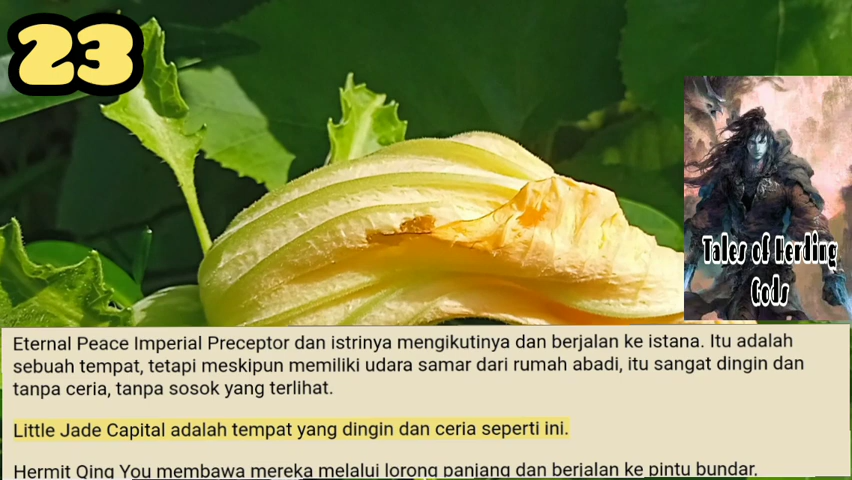 23
Tales of Herding
Gods
Eternal Peace Imperial Preceptor dan istrinya mengikutinya dan berjalan ke istana. Itu adalah
sebuah tempat, tetapi meskipun memiliki udara samar dari rumah abadi, itu sangat dingin dan
tanpa ceria, tanpa sosok yang terlihat.
Little Jade Capital adalah tempat yang dingin dan ceria seperti ini.
Hermit Qing You membawa mereka melalui lorong panjang dan berjalan ke pintu bundar.